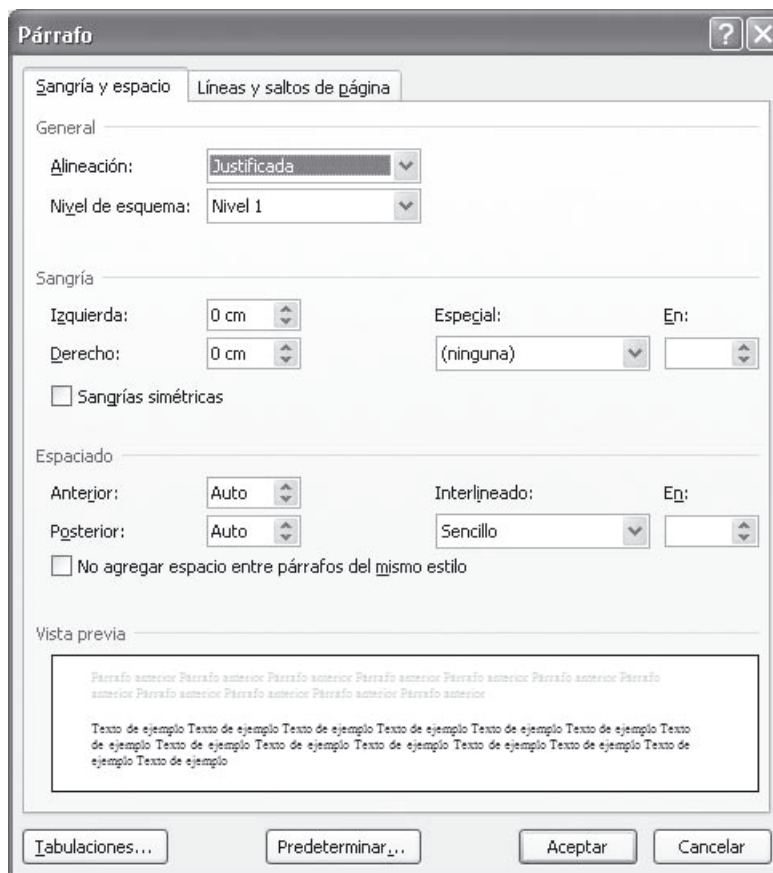 Párrafo
Sangría y espacio Líneas y saltos de página
General
Alineación: Justificada
Nivel de esquema: Nivel 1
Sangría
Izquierda: 0 cm Especial: En:
Derecho: 0 cm (ninguna)
Sangrías simétricas
Espaciado
Anterior: Auto Interlineado: En:
Posterior: Auto Sencillo
No agregar espacio entre párrafos del mismo estilo
Vista previa
Párrafo anterior Párrafo anterior Párrafo anterior Párrafo anterior Párrafo anterior Párrafo anterior Párrafo
anterior Párrafo anterior Párrafo anterior Párrafo anterior Párrafo anterior
Texto de ejemplo Texto de ejemplo Texto de ejemplo Texto de ejemplo Texto de ejemplo Texto de ejemplo Texto
de ejemplo Texto de ejemplo Texto de ejemplo Texto de ejemplo Texto de ejemplo Texto de ejemplo Texto de
ejemplo Texto de ejemplo
Tabulaciones... Predeterminar... Aceptar Cancelar